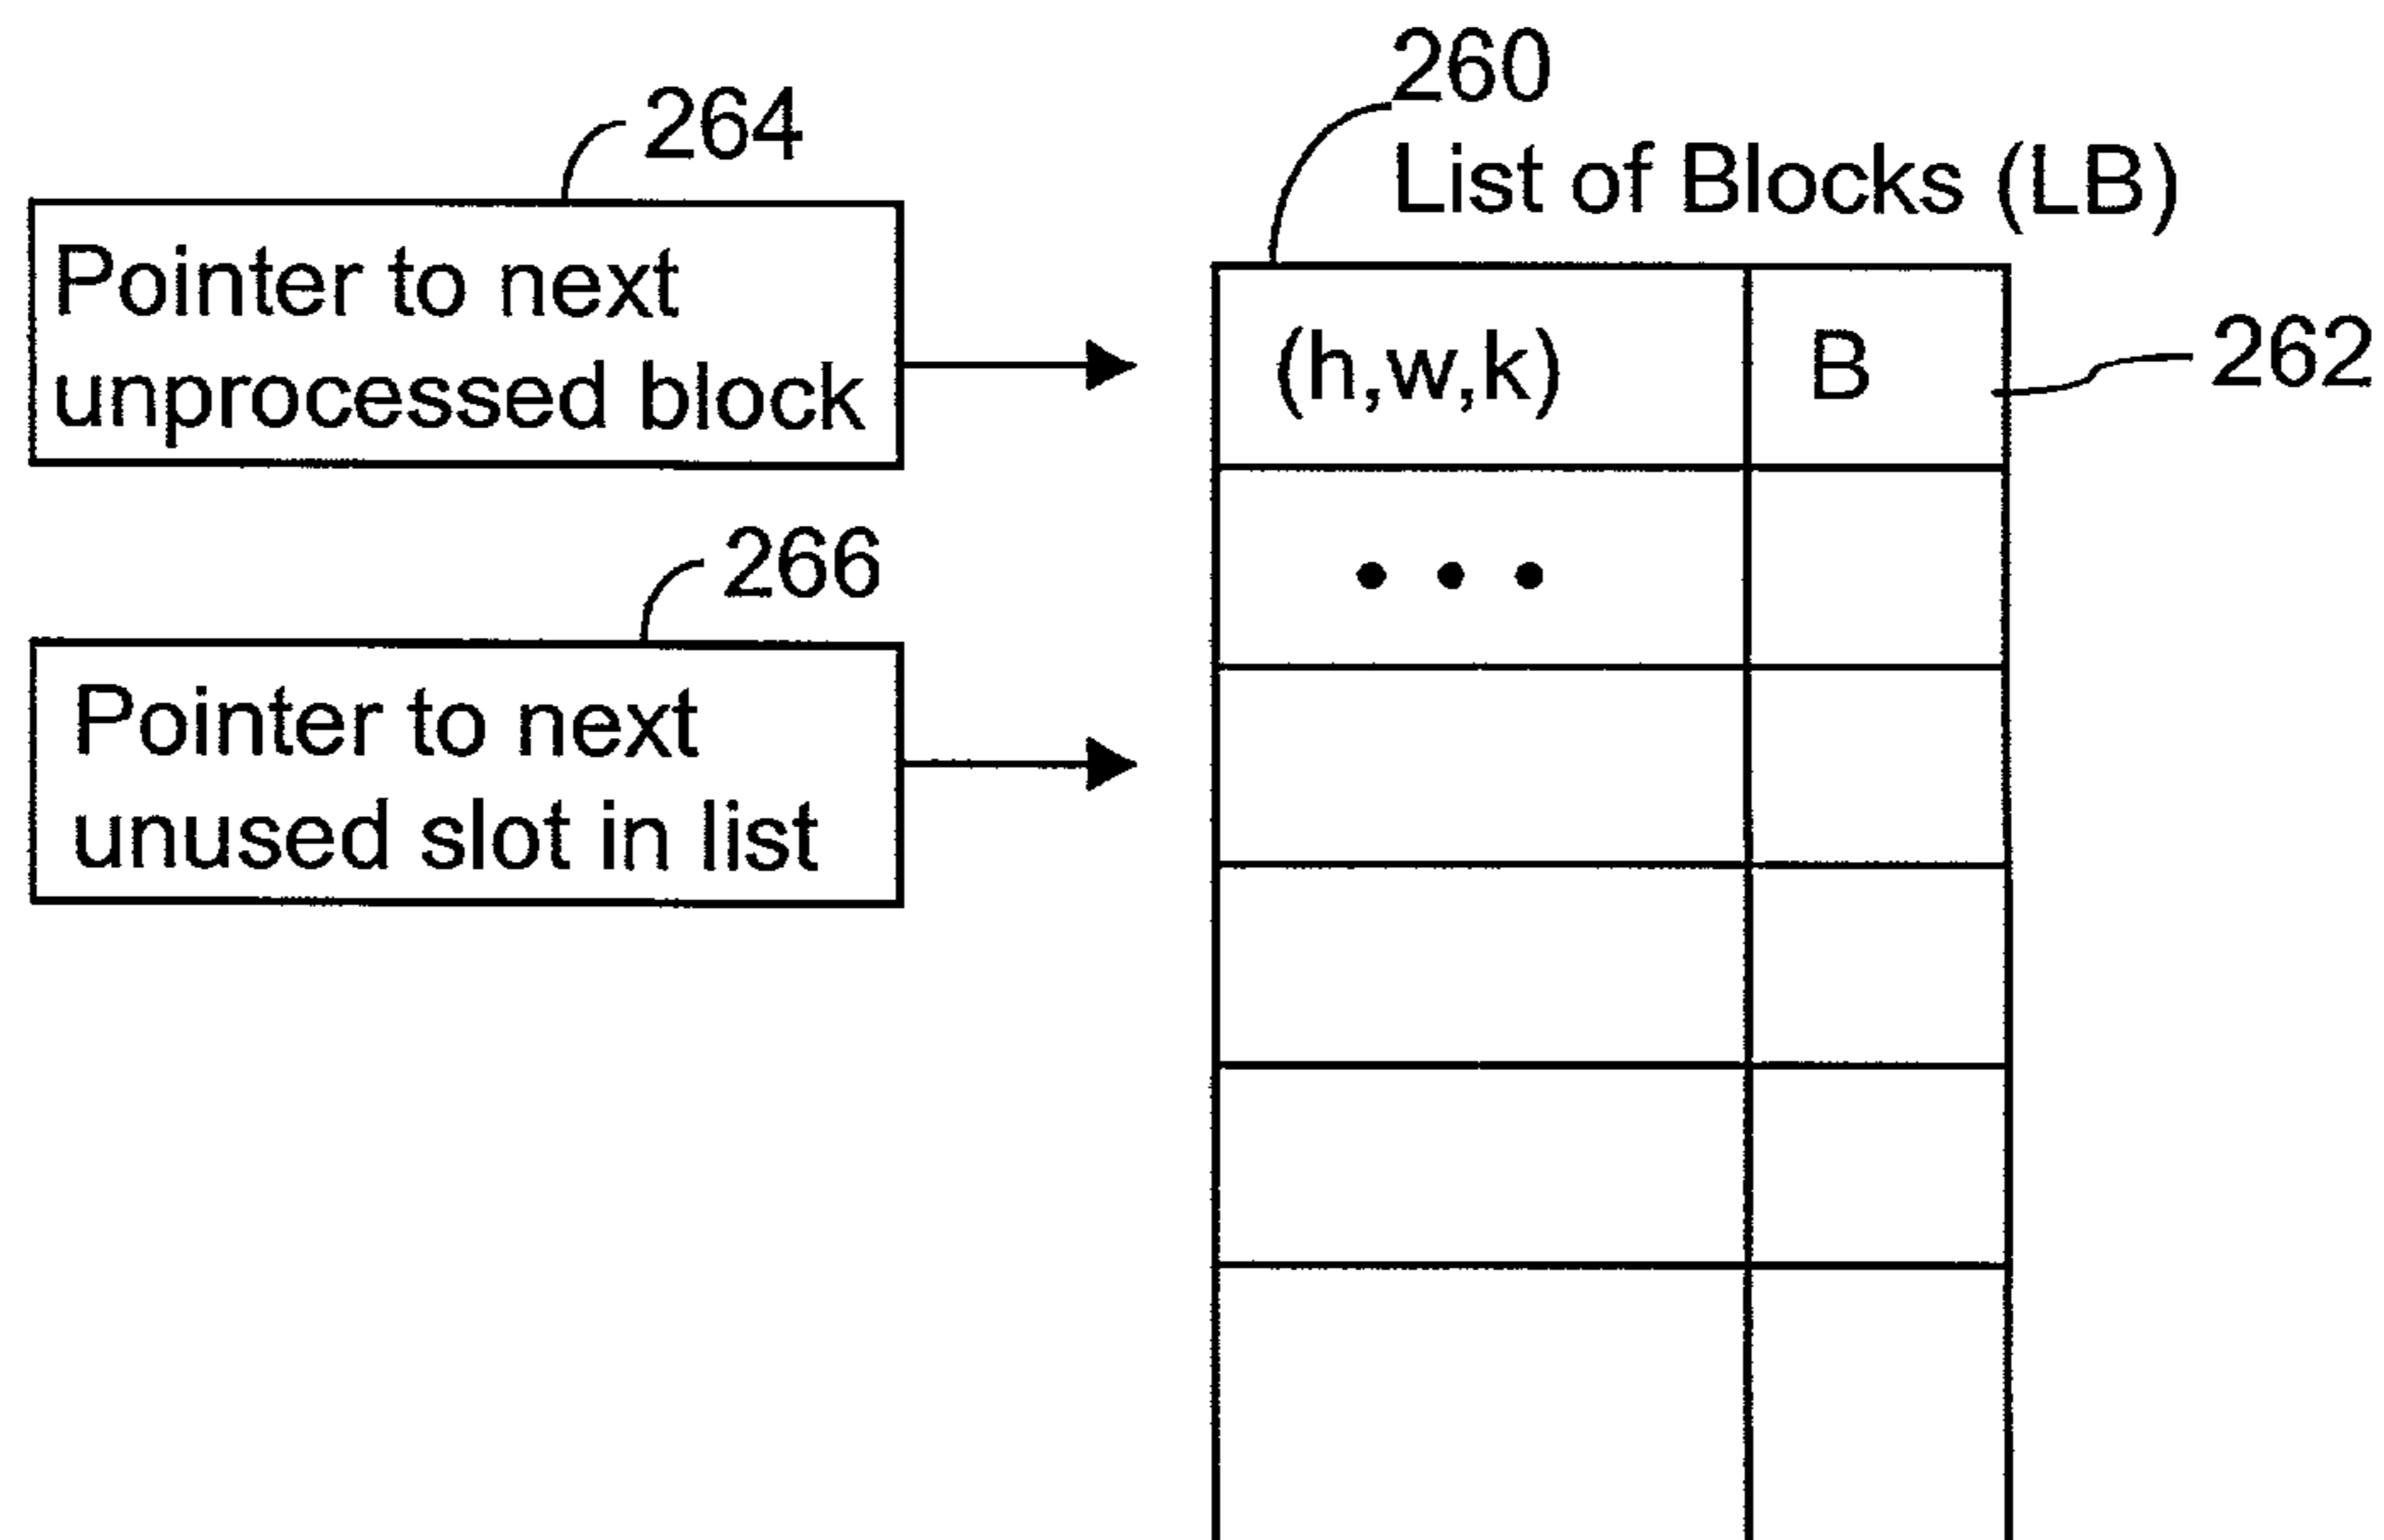 264
Pointer to next
unprocessed block
266
Pointer to next
unused slot in list
260
List of Blocks (LB)
(h,w,k) B
262
• • •